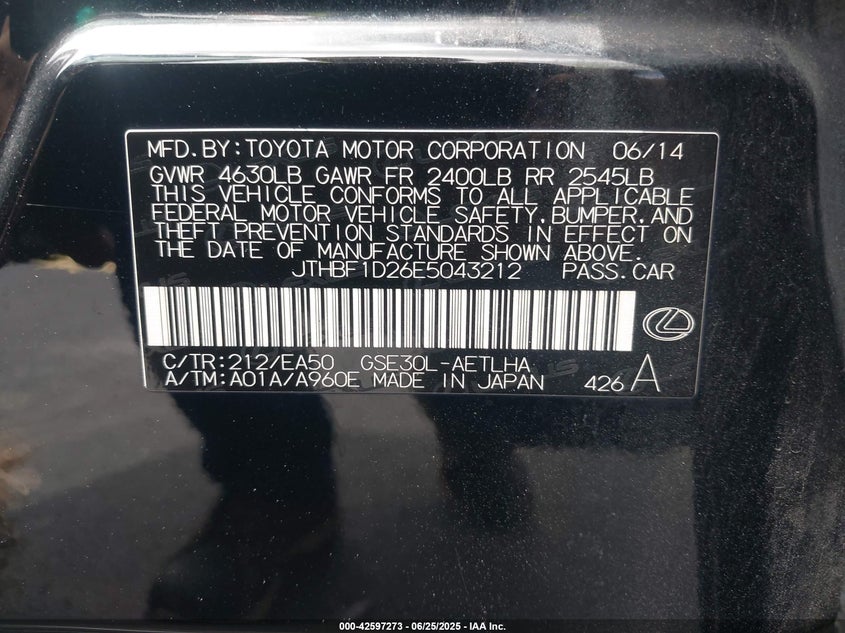 MFD.BY:TOYOTA MOTOR CORPORATION 06/14
GVWR 4630LB GAWR FR 2400LB RR 2545LB
THIS VEHICLE CONFORMS TO ALL APPLICABLE
FEDERAL MOTOR VEHICLE SAFETY,BUMPER,AND
THEFT PREVENTION STANDARDS IN EFFECT ON
THE DATE OF MANUFACTURE SHOWN ABOVE.
JTHBF1D26E5043212 PASS.CAR
C/TR:212/EA50 GSE30L-AETLHA
A/TM:A01A/A960E MADE IN JAPAN 426 A
000-42597273 / 06/25/2025 - IAA Inc.